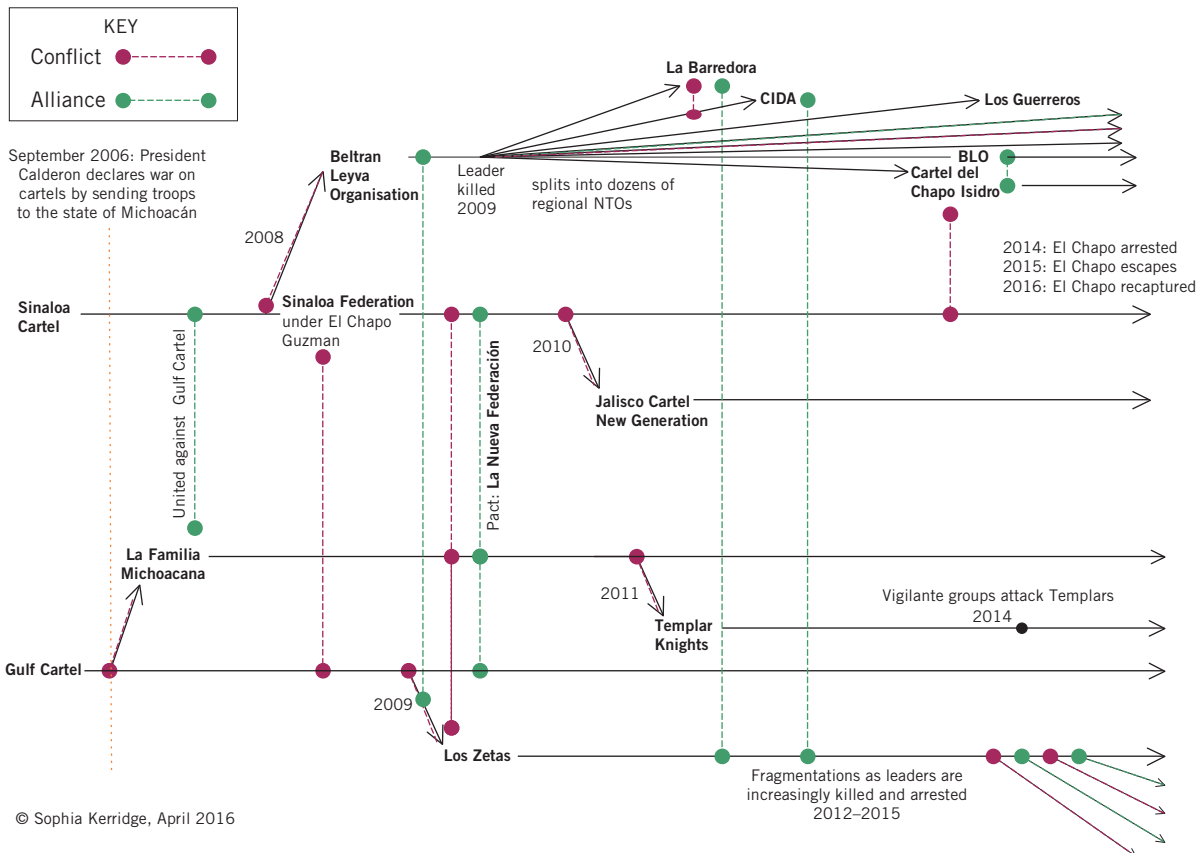 KEY
Conflict
Alliance
September 2006: President
Calderon declares war on
cartels by sending troops
to the state of Michoacán
La Barredora
CIDA
Los Guerreros
Beltran
Leyva
Organisation
Leader
killed
2009
splits into dozens of
regional NTOs
BLO
Cartel del
Chapo Isidro
2008
2014: El Chapo arrested
2015: El Chapo escapes
2016: El Chapo recaptured
Sinaloa
Cartel
Sinaloa Federation
under El Chapo
Guzman
United against Gulf Cartel
Pact: La Nueva Federación
2010
Jalisco Cartel
New Generation
La Familia
Michoacana
2011
Templar
Knights
Vigilante groups attack Templars
2014
Gulf Cartel
2009
Los Zetas
Fragmentations as leaders are
increasingly killed and arrested
2012–2015
© Sophia Kerridge, April 2016